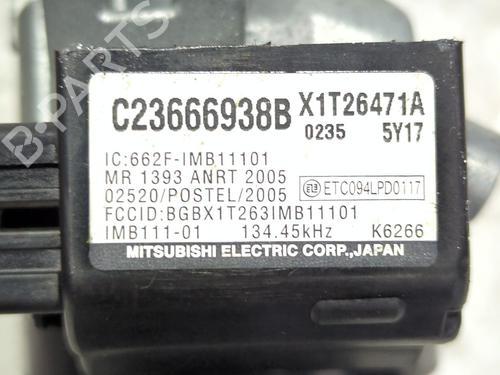 C23666938B X1T26471A
0235 5Y17
IC:662F-IMB11101
MR 1393 ANRT 2005
02520/POSTEL/2005 ETC094LPD0117
FCCID:BGBX1T263IMB11101
IMB111-01 134.45kHz K6266
MITSUBISHI ELECTRIC CORP.,JAPAN